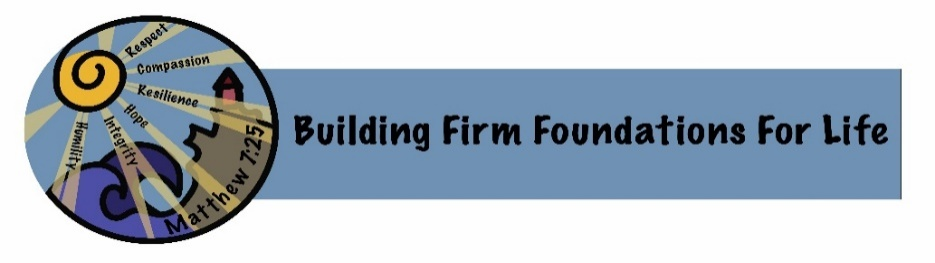 Respect
Compassion
Resilience
Hope
Integrity
Humility
Matthew 7:25
Building Firm Foundations For Life